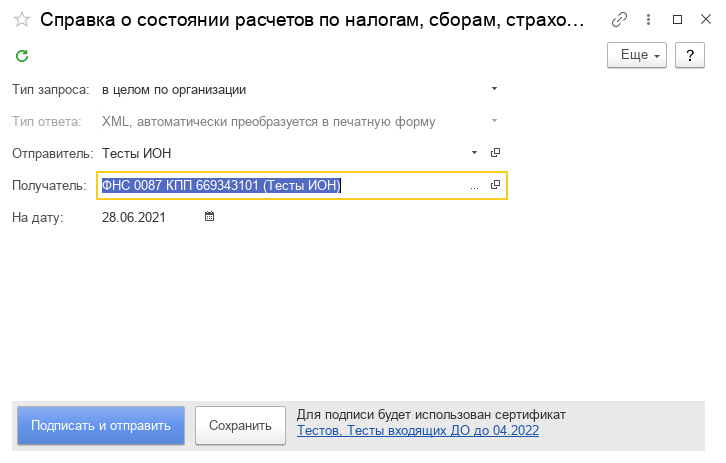 Справка о состоянии расчетов по налогам, сборам, страхо...
Еще ?
Тип запроса: в целом по организации
Тип ответа: XML, автоматически преобразуется в печатную форму
Отправитель: Тесты ИОН
Получатель: ФНС 0087 КПП 669343101 (Тесты ИОН) ...
На дату: 28.06.2021
Подписать и отправить Сохранить Для подписи будет использован сертификат
Тестов, Тесты входящих ДО до 04.2022